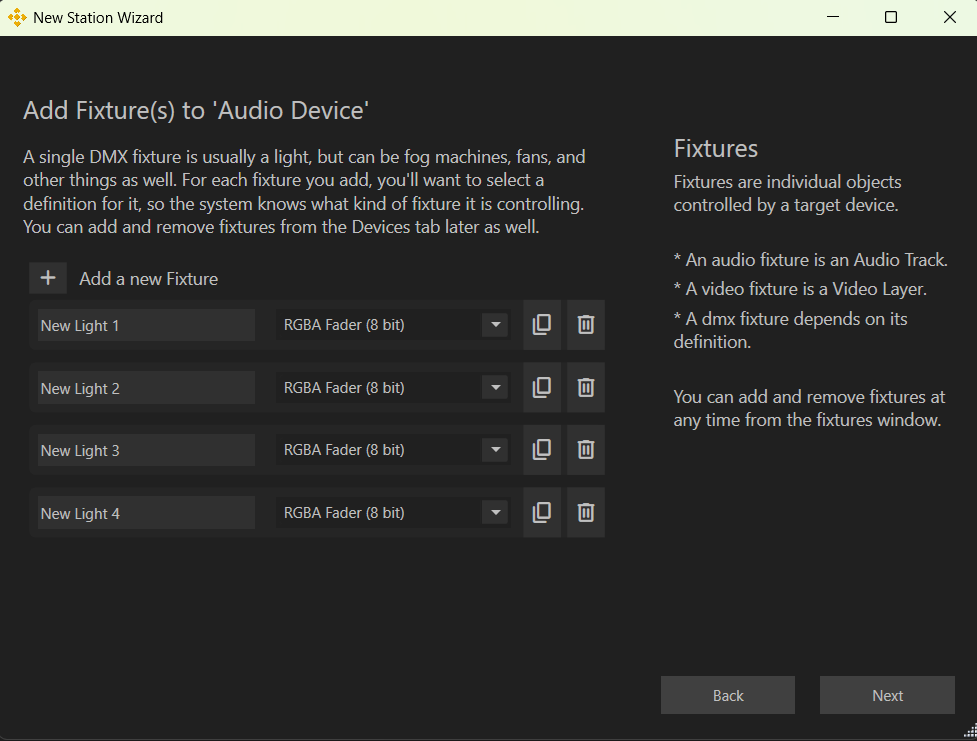 New Station Wizard
Add Fixture(s) to 'Audio Device'
A single DMX fixture is usually a light, but can be fog machines, fans, and
other things as well. For each fixture you add, you'll want to select a
definition for it, so the system knows what kind of fixture it is controlling.
You can add and remove fixtures from the Devices tab later as well.
+ Add a new Fixture
New Light 1 RGBA Fader (8 bit)
New Light 2 RGBA Fader (8 bit)
New Light 3 RGBA Fader (8 bit)
New Light 4 RGBA Fader (8 bit)
Fixtures
Fixtures are individual objects
controlled by a target device.
* An audio fixture is an Audio Track.
* A video fixture is a Video Layer.
* A dmx fixture depends on its
definition.
You can add and remove fixtures at
any time from the fixtures window.
Back Next